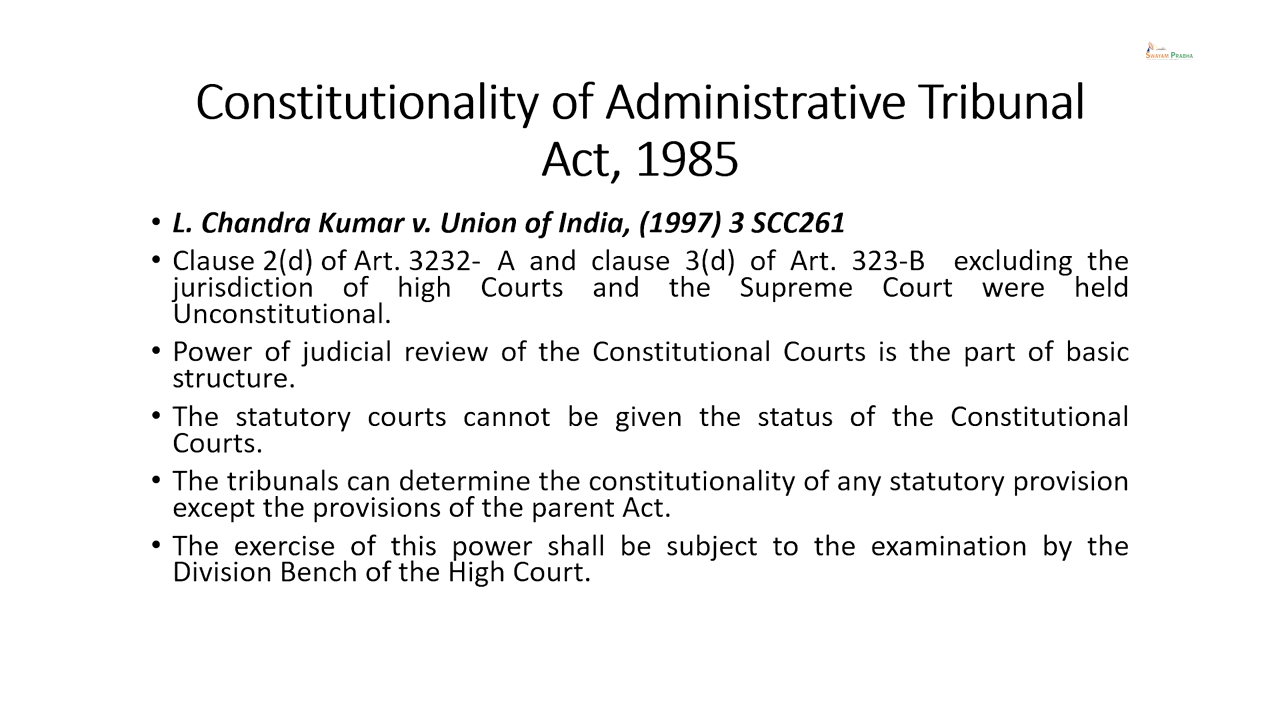 SWAYAM PRABHA
Constitutionality of Administrative Tribunal
Act, 1985
• L. Chandra Kumar v. Union of India, (1997) 3 SCC261
• Clause 2(d) of Art. 3232- A and clause 3(d) of Art. 323-B excluding the
jurisdiction of high Courts and the Supreme Court were held
Unconstitutional.
• Power of judicial review of the Constitutional Courts is the part of basic
structure.
• The statutory courts cannot be given the status of the Constitutional
Courts.
• The tribunals can determine the constitutionality of any statutory provision
except the provisions of the parent Act.
• The exercise of this power shall be subject to the examination by the
Division Bench of the High Court.